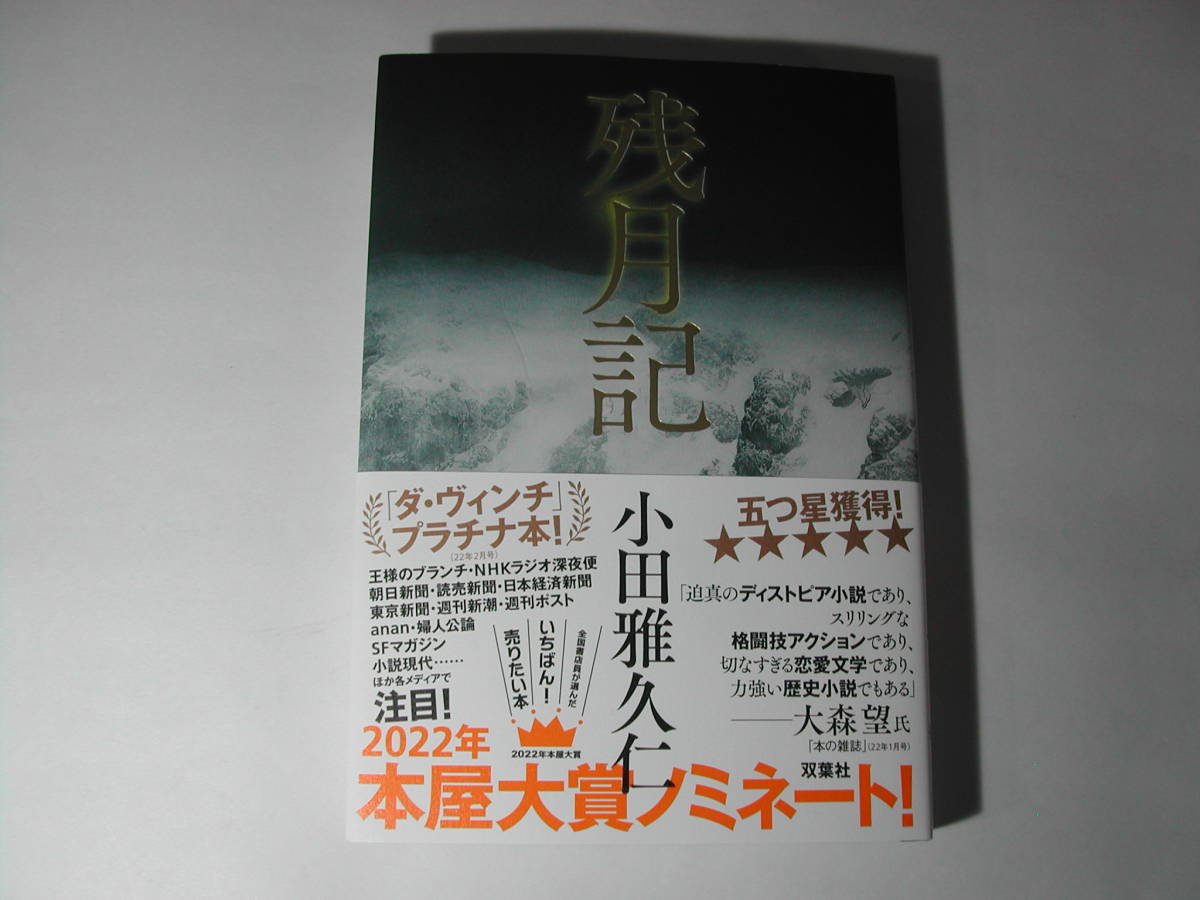 残月記
小田雅久仁
「ダ・ヴィンチ」
プラチナ本!
(22年2月号)
王様のブランチ・NHKラジオ深夜便
朝日新聞・読売新聞・日本経済新聞
東京新聞・週刊新潮・週刊ポスト
anan・婦人公論
SFマガジン
小説現代……
ほか各メディアで
注目!
全国書店員が選んだ
いちばん!
売りたい本
2022年本屋大賞
五つ星獲得!
★★★★★
「迫真のディストピア小説であり、
スリリングな
格闘技アクションであり、
切なすぎる恋愛文学であり、
力強い歴史小説でもある」
――大森望氏
「本の雑誌」(22年1月号)
双葉社
2022年
本屋大賞ノミネート!